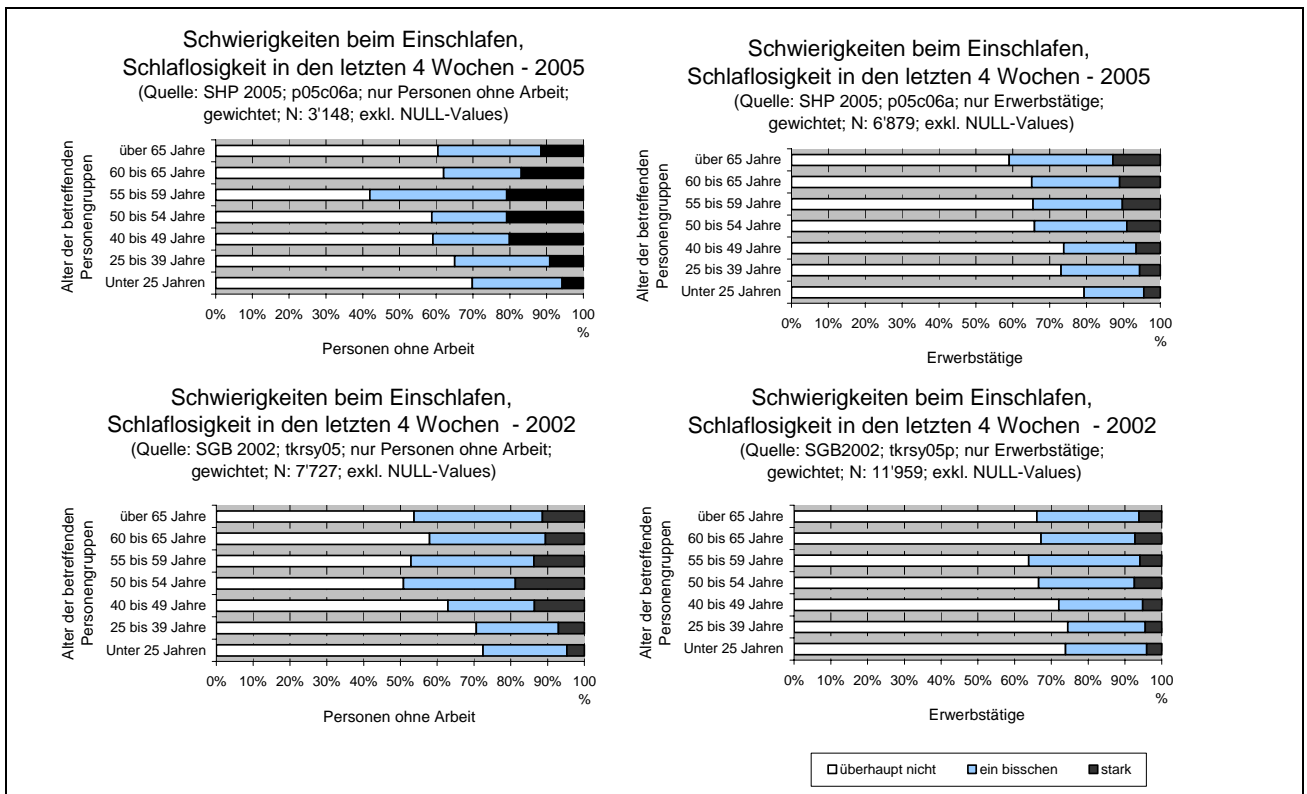 Schwierigkeiten beim Einschlafen,
Schlaflosigkeit in den letzten 4 Wochen - 2005
(Quelle: SHP 2005; p05c06a; nur Personen ohne Arbeit;
gewichtet; N: 3'148; exkl. NULL-Values)
Alter der betreffenden
Personengruppen
über 65 Jahre
60 bis 65 Jahre
55 bis 59 Jahre
50 bis 54 Jahre
40 bis 49 Jahre
25 bis 39 Jahre
Unter 25 Jahren
0% 10% 20% 30% 40% 50% 60% 70% 80% 90% 100
%
Personen ohne Arbeit
Schwierigkeiten beim Einschlafen,
Schlaflosigkeit in den letzten 4 Wochen - 2005
(Quelle: SHP 2005; p05c06a; nur Erwerbstätige;
gewichtet; N: 6'879; exkl. NULL-Values)
Alter der betreffenden
Personengruppen
über 65 Jahre
60 bis 65 Jahre
55 bis 59 Jahre
50 bis 54 Jahre
40 bis 49 Jahre
25 bis 39 Jahre
Unter 25 Jahren
0% 10% 20% 30% 40% 50% 60% 70% 80% 90% 100
%
Erwerbstätige
Schwierigkeiten beim Einschlafen,
Schlaflosigkeit in den letzten 4 Wochen - 2002
(Quelle: SGB 2002; tkrsy05; nur Personen ohne Arbeit;
gewichtet; N: 7'727; exkl. NULL-Values)
Alter der betreffenden
Personengruppen
über 65 Jahre
60 bis 65 Jahre
55 bis 59 Jahre
50 bis 54 Jahre
40 bis 49 Jahre
25 bis 39 Jahre
Unter 25 Jahren
0% 10% 20% 30% 40% 50% 60% 70% 80% 90% 100
%
Personen ohne Arbeit
Schwierigkeiten beim Einschlafen,
Schlaflosigkeit in den letzten 4 Wochen - 2002
(Quelle: SGB2002; tkrsy05p; nur Erwerbstätige;
gewichtet; N: 11'959; exkl. NULL-Values)
Alter der betreffenden
Personengruppen
über 65 Jahre
60 bis 65 Jahre
55 bis 59 Jahre
50 bis 54 Jahre
40 bis 49 Jahre
25 bis 39 Jahre
Unter 25 Jahren
0% 10% 20% 30% 40% 50% 60% 70% 80% 90% 100
%
Erwerbstätige
überhaupt nicht ein bisschen stark